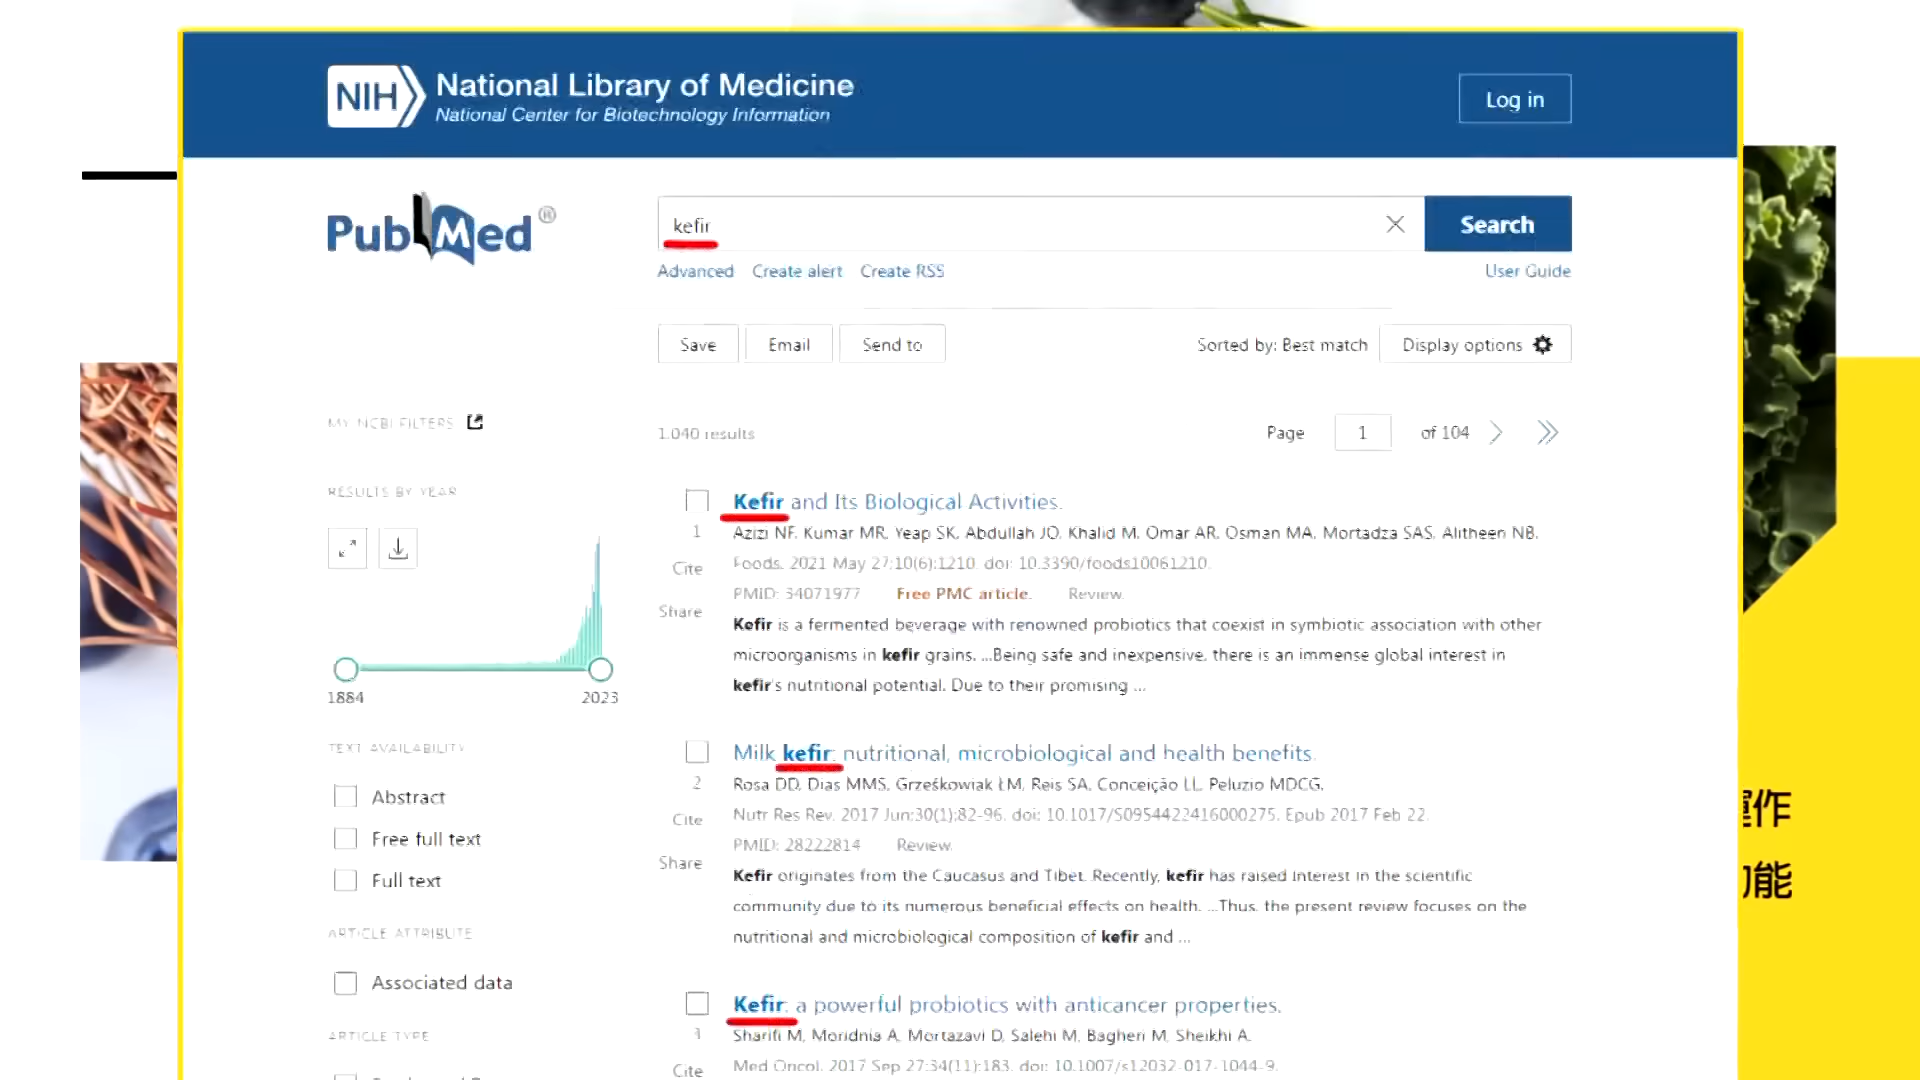 NIH National Library of Medicine
National Center for Biotechnology Information
Log in
PubMed®
kefir
Search
Advanced Create alert Create RSS
User Guide
Save Email Send to
Sorted by: Best match Display options
MY NCBI FILTERS
1,040 results
Page 1 of 104
RESULTS BY YEAR
1884 2023
TEXT AVAILABILITY
Abstract
Free full text
Full text
ARTICLE ATTRIBUTE
Associated data
ARTICLE TYPE
Kefir and Its Biological Activities.
1 Azizi NF, Kumar MR, Yeap SK, Abdullah JO, Khalid M, Omar AR, Osman MA, Mortadza SAS, Alitheen NB.
Cite Foods. 2021 May 27;10(6):1210. doi: 10.3390/foods10061210.
PMID: 34071977 Free PMC article. Review.
Share
Kefir is a fermented beverage with renowned probiotics that coexist in symbiotic association with other
microorganisms in kefir grains. ...Being safe and inexpensive, there is an immense global interest in
kefir's nutritional potential. Due to their promising ...
Milk kefir: nutritional, microbiological and health benefits.
2 Rosa DD, Dias MMS, Grześkowiak ŁM, Reis SA, Conceição LL, Peluzio MDCG.
Cite Nutr Res Rev. 2017 Jun;30(1):82-96. doi: 10.1017/S0954422416000275. Epub 2017 Feb 22.
PMID: 28222814 Review.
Share
Kefir originates from the Caucasus and Tibet. Recently, kefir has raised interest in the scientific
community due to its numerous beneficial effects on health. ...Thus, the present review focuses on the
nutritional and microbiological composition of kefir and ...
Kefir: a powerful probiotics with anticancer properties.
3 Sharifi M, Moridnia A, Mortazavi D, Salehi M, Bagheri M, Sheikhi A.
Cite Med Oncol. 2017 Sep 27;34(11):183. doi: 10.1007/s12032-017-1044-9.
作
能